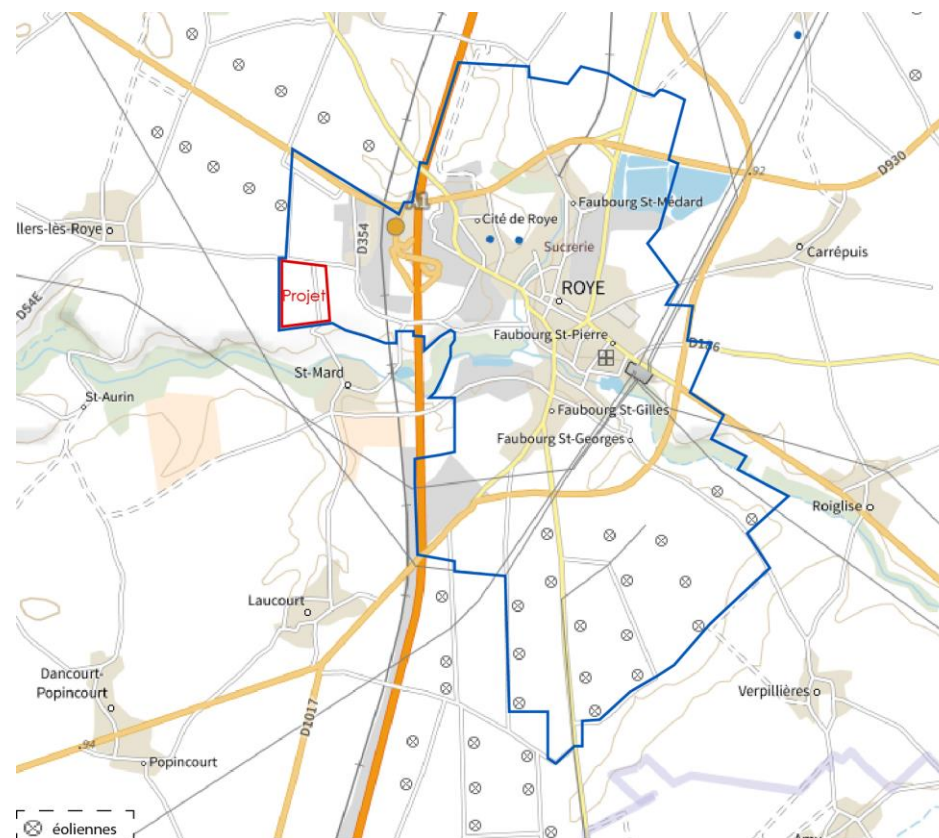 D930
.92
A1
Faubourg St-Médard
Cité de Roye
llers-lès-Roye
D354
Sucrerie
Carrépuis
ROYE
Projet
D54E
Faubourg St-Pierre
D186
St-Mard
St-Aurin
Faubourg St-Gilles
Faubourg St-Georges
Roiglise
Laucourt
Dancourt-
Popincourt
Verpillières
D1017
.94
Popincourt
éoliennes